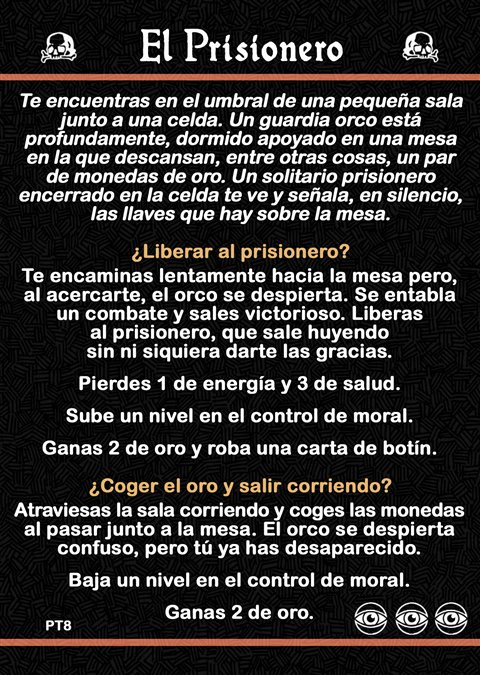 El Prisionero
Te encuentras en el umbral de una pequeña sala
junto a una celda. Un guardia orco está
profundamente, dormido apoyado en una mesa
en la que descansan, entre otras cosas, un par
de monedas de oro. Un solitario prisionero
encerrado en la celda te ve y señala, en silencio,
las llaves que hay sobre la mesa.
¿Liberar al prisionero?
Te encaminas lentamente hacia la mesa pero,
al acercarte, el orco se despierta. Se entabla
un combate y sales victorioso. Liberas
al prisionero, que sale huyendo
sin ni siquiera darte las gracias.
Pierdes 1 de energía y 3 de salud.
Sube un nivel en el control de moral.
Ganas 2 de oro y roba una carta de botín.
¿Coger el oro y salir corriendo?
Atraviesas la sala corriendo y coges las monedas
al pasar junto a la mesa. El orco se despierta
confuso, pero tú ya has desaparecido.
Baja un nivel en el control de moral.
Ganas 2 de oro.
PT8